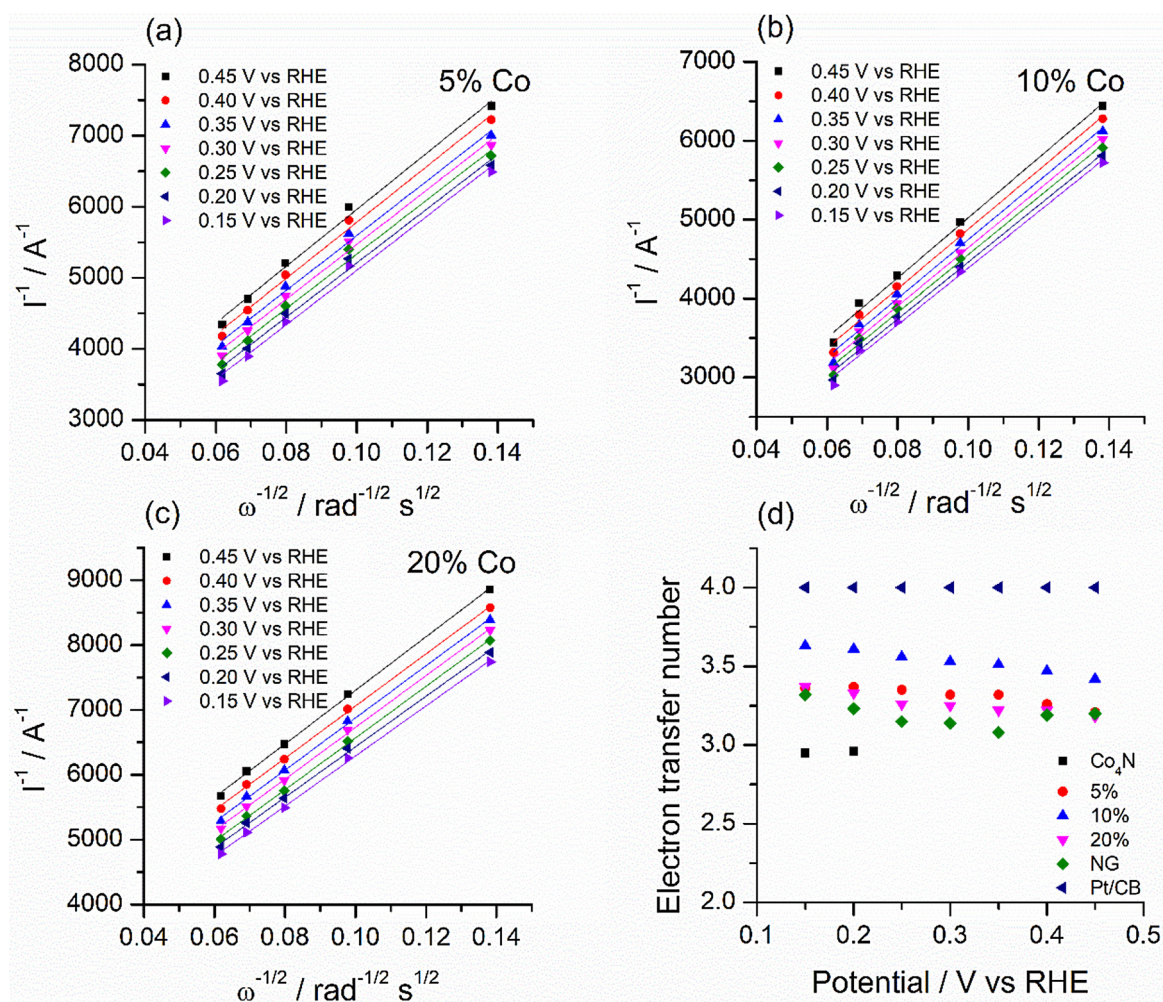 (a)
8000
7000
6000
5000
4000
3000
I⁻¹ / A⁻¹
0.45 V vs RHE
0.40 V vs RHE
0.35 V vs RHE
0.30 V vs RHE
0.25 V vs RHE
0.20 V vs RHE
0.15 V vs RHE
5% Co
0.04 0.06 0.08 0.10 0.12 0.14
ω⁻¹/² / rad⁻¹/² s¹/²
(b)
7000
6000
5000
4000
3000
I⁻¹ / A⁻¹
0.45 V vs RHE
0.40 V vs RHE
0.35 V vs RHE
0.30 V vs RHE
0.25 V vs RHE
0.20 V vs RHE
0.15 V vs RHE
10% Co
0.04 0.06 0.08 0.10 0.12 0.14
ω⁻¹/² / rad⁻¹/² s¹/²
(c)
9000
8000
7000
6000
5000
4000
I⁻¹ / A⁻¹
0.45 V vs RHE
0.40 V vs RHE
0.35 V vs RHE
0.30 V vs RHE
0.25 V vs RHE
0.20 V vs RHE
0.15 V vs RHE
20% Co
0.04 0.06 0.08 0.10 0.12 0.14
ω⁻¹/² / rad⁻¹/² s¹/²
(d)
4.0
3.5
3.0
2.5
2.0
Electron transfer number
Co₄N
5%
10%
20%
NG
Pt/CB
0.1 0.2 0.3 0.4 0.5
Potential / V vs RHE